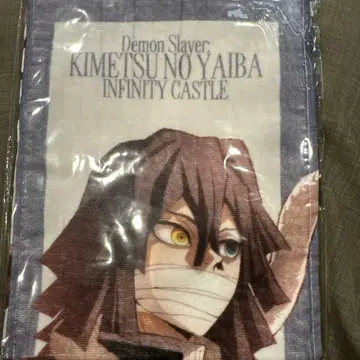 Demon Slayer:
KIMETSU NO YAIBA
INFINITY CASTLE